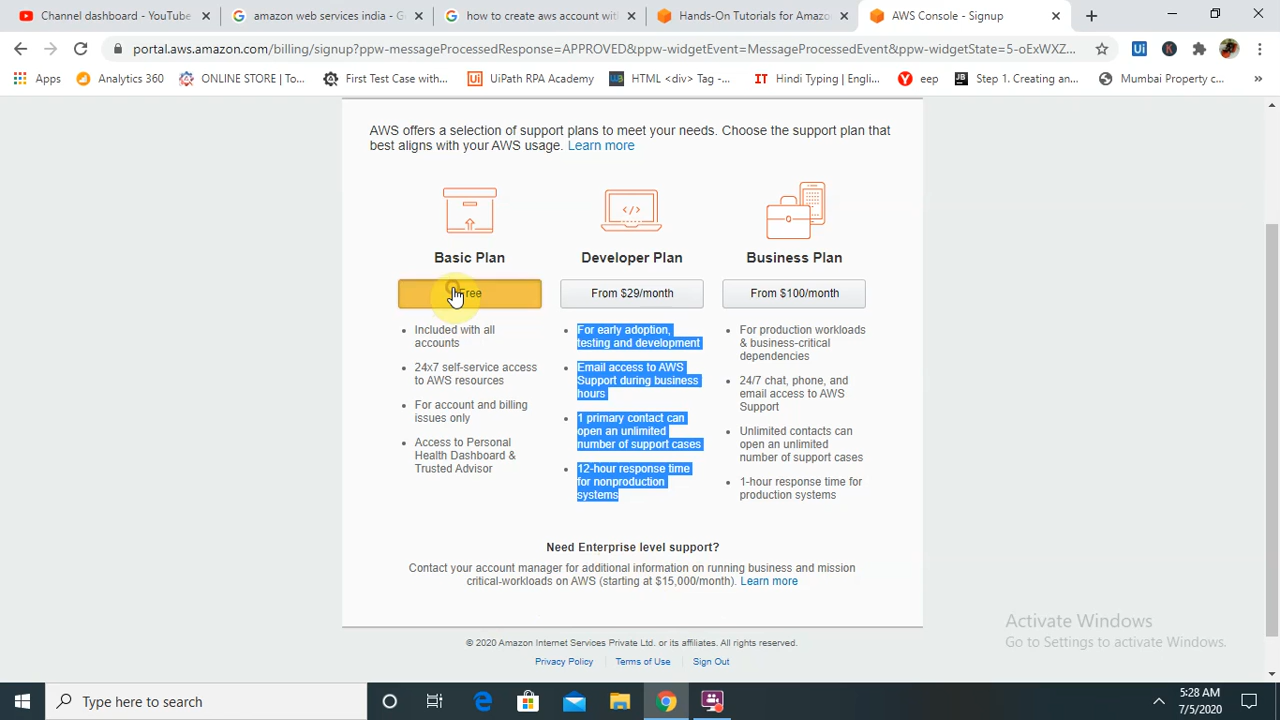 Channel dashboard - YouTube
amazon web services india - G
how to create aws account with
Hands-On Tutorials for Amazo
AWS Console - Signup
portal.aws.amazon.com/billing/signup?ppw-messageProcessedResponse=APPROVED&ppw-widgetEvent=MessageProcessedEvent&ppw-widgetState=5-oExWXZ...
Apps
Analytics 360
ONLINE STORE | To...
First Test Case with...
UiPath RPA Academy
HTML <div> Tag -...
Hindi Typing | Engli...
eep
Step 1. Creating an...
Mumbai Property c...
AWS offers a selection of support plans to meet your needs. Choose the support plan that
best aligns with your AWS usage. Learn more
Basic Plan
Free
• Included with all
accounts
• 24x7 self-service access
to AWS resources
• For account and billing
issues only
• Access to Personal
Health Dashboard &
Trusted Advisor
Developer Plan
From $29/month
• For early adoption,
testing and development
• Email access to AWS
Support during business
hours
• 1 primary contact can
open an unlimited
number of support cases
• 12-hour response time
for nonproduction
systems
Business Plan
From $100/month
• For production workloads
& business-critical
dependencies
• 24/7 chat, phone, and
email access to AWS
Support
• Unlimited contacts can
open an unlimited
number of support cases
• 1-hour response time for
production systems
Need Enterprise level support?
Contact your account manager for additional information on running business and mission
critical-workloads on AWS (starting at $15,000/month). Learn more
Activate Windows
Go to Settings to activate Windows.
© 2020 Amazon Internet Services Private Ltd. or its affiliates. All rights reserved.
Privacy Policy | Terms of Use | Sign Out
Type here to search
5:28 AM
7/5/2020